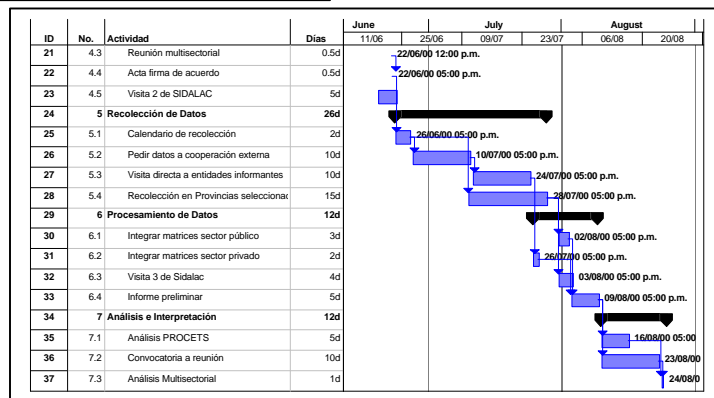 June July August
ID No. Actividad Días 11/06 25/06 09/07 23/07 06/08 20/08
21 4.3 Reunión multisectorial 0.5d 22/06/00 12:00 p.m.
22 4.4 Acta firma de acuerdo 0.5d 22/06/00 05:00 p.m.
23 4.5 Visita 2 de SIDALAC 5d
24 5 Recolección de Datos 26d
25 5.1 Calendario de recolección 2d 26/06/00 05:00 p.m.
26 5.2 Pedir datos a cooperación externa 10d 10/07/00 05:00 p.m.
27 5.3 Visita directa a entidades informantes 10d 24/07/00 05:00 p.m.
28 5.4 Recolección en Provincias seleccionad 15d 28/07/00 05:00 p.m.
29 6 Procesamiento de Datos 12d
30 6.1 Integrar matrices sector público 3d 02/08/00 05:00 p.m.
31 6.2 Integrar matrices sector privado 2d 26/07/00 05:00 p.m.
32 6.3 Visita 3 de Sidalac 4d 03/08/00 05:00 p.m.
33 6.4 Informe preliminar 5d 09/08/00 05:00 p.m.
34 7 Análisis e Interpretación 12d
35 7.1 Análisis PROCETS 5d 16/08/00 05:00
36 7.2 Convocatoria a reunión 10d 23/08/00
37 7.3 Análisis Multisectorial 1d 24/08/0